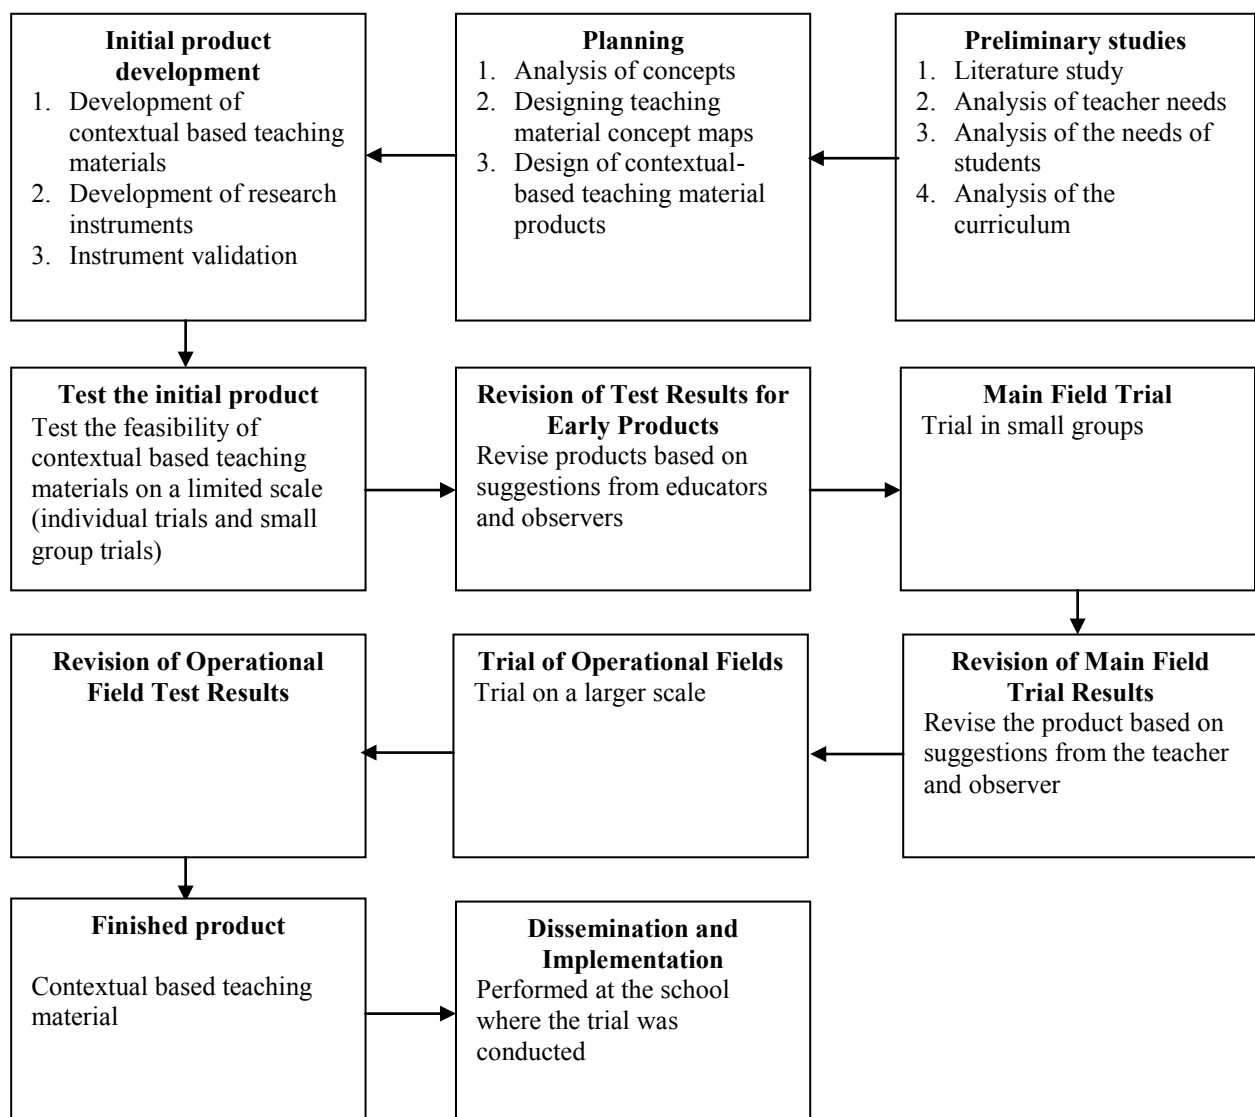 Initial product
development
1. Development of
contextual based teaching
materials
2. Development of research
instruments
3. Instrument validation
Planning
1. Analysis of concepts
2. Designing teaching
material concept maps
3. Design of contextual-
based teaching material
products
Preliminary studies
1. Literature study
2. Analysis of teacher needs
3. Analysis of the needs of
students
4. Analysis of the
curriculum
Test the initial product
Test the feasibility of
contextual based teaching
materials on a limited scale
(individual trials and small
group trials)
Revision of Test Results for
Early Products
Revise products based on
suggestions from educators
and observers
Main Field Trial
Trial in small groups
Revision of Operational
Field Test Results
Trial of Operational Fields
Trial on a larger scale
Revision of Main Field
Trial Results
Revise the product based on
suggestions from the teacher
and observer
Finished product
Contextual based teaching
material
Dissemination and
Implementation
Performed at the school
where the trial was
conducted